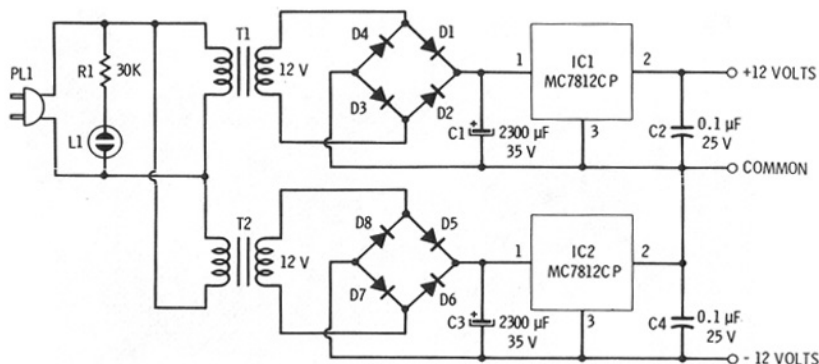 PL1
R1
30K
L1
T1
12 V
D4
D1
D3
D2
C1
+
2300 µF
35 V
1
IC1
MC7812CP
2
3
C2
0.1 µF
25 V
+12 VOLTS
COMMON
T2
12 V
D8
D5
D7
D6
C3
+
2300 µF
35 V
1
IC2
MC7812CP
2
3
C4
0.1 µF
25 V
- 12 VOLTS